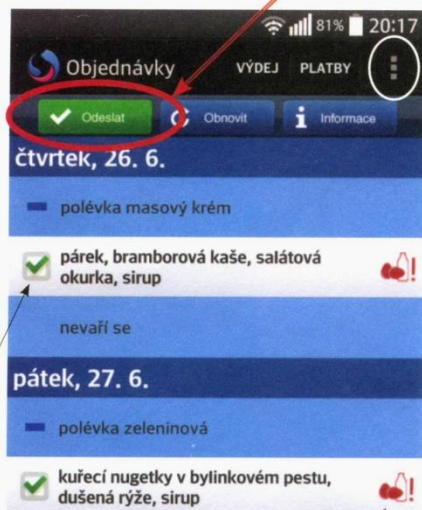 81% 20:17
Objednávky VÝDEJ PLATBY
Odeslat Obnovit Informace
čtvrtek, 26. 6.
polévka masový krém
párek, bramborová kaše, salátová
okurka, sirup
nevaří se
pátek, 27. 6.
polévka zeleninová
kuřecí nugetky v bylinkovém pestu,
dušená rýže, sirup